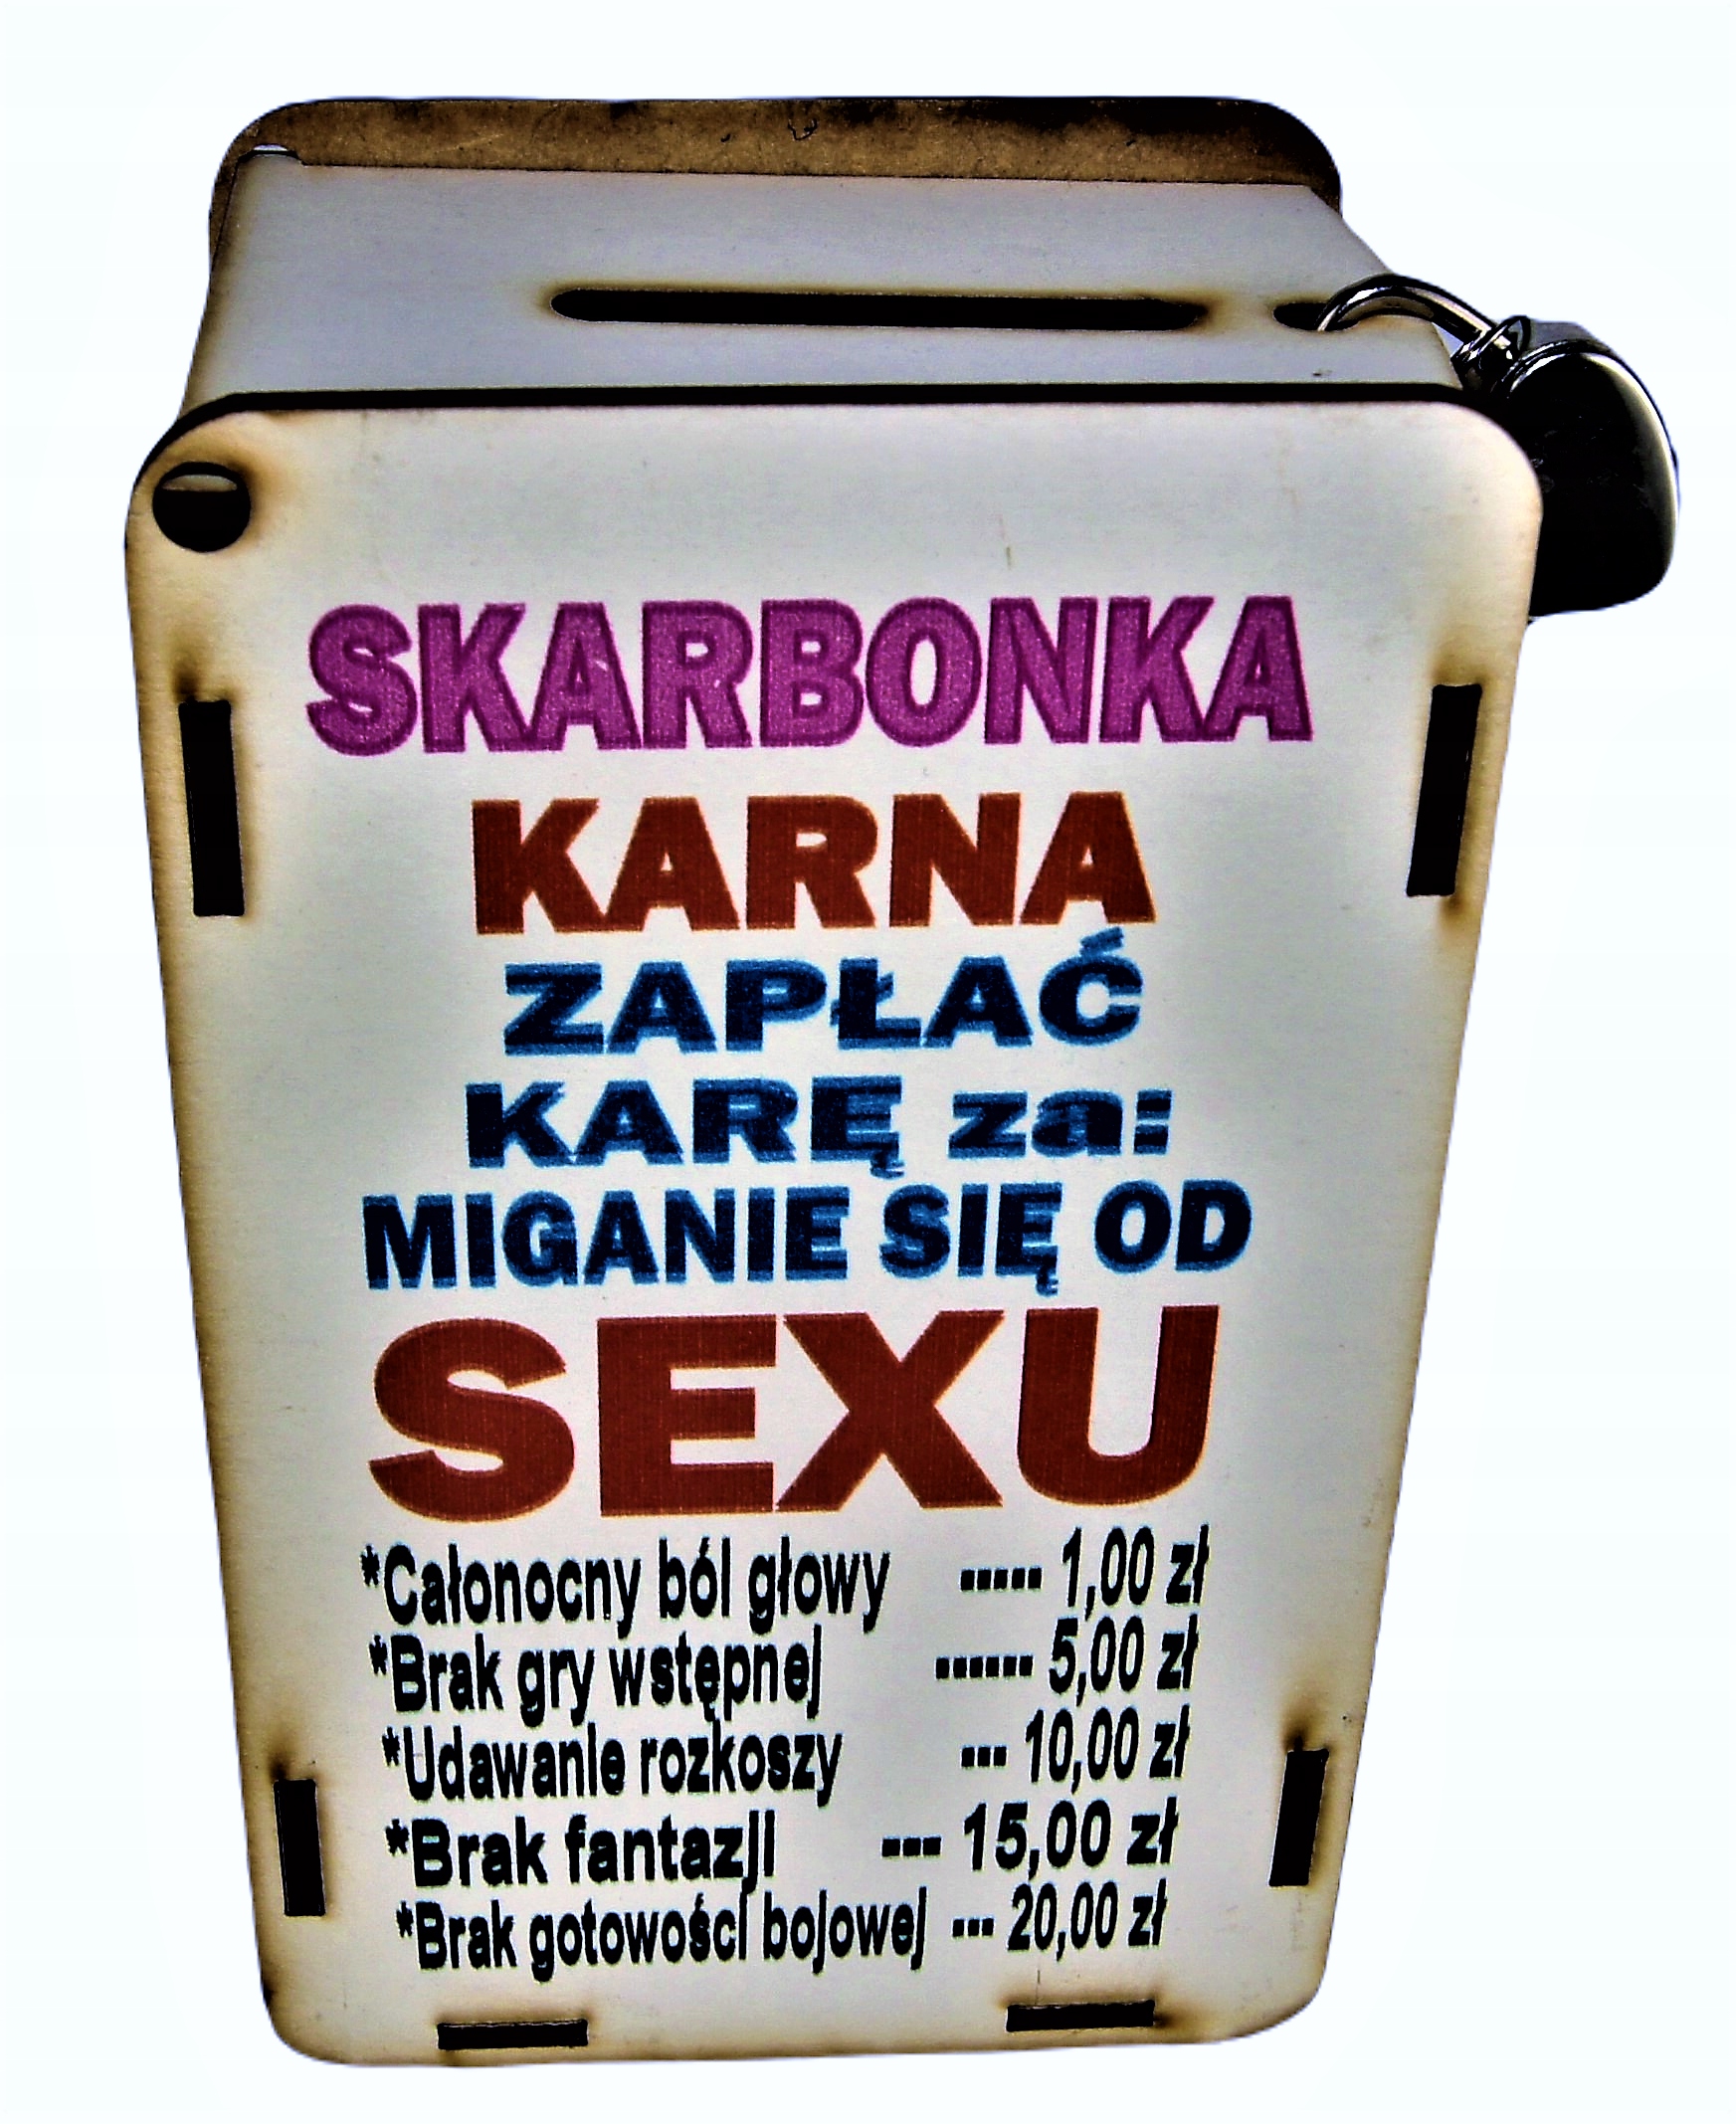 SKARBONKA
KARNA
ZAPŁAĆ
KARĘ za:
MIGANIE SIĘ OD
SEXU
*Całonocny ból głowy ----- 1,00 zł
*Brak gry wstępnej ------ 5,00 zł
*Udawanie rozkoszy --- 10,00 zł
*Brak fantazji --- 15,00 zł
*Brak gotowości bojowej --- 20,00 zł